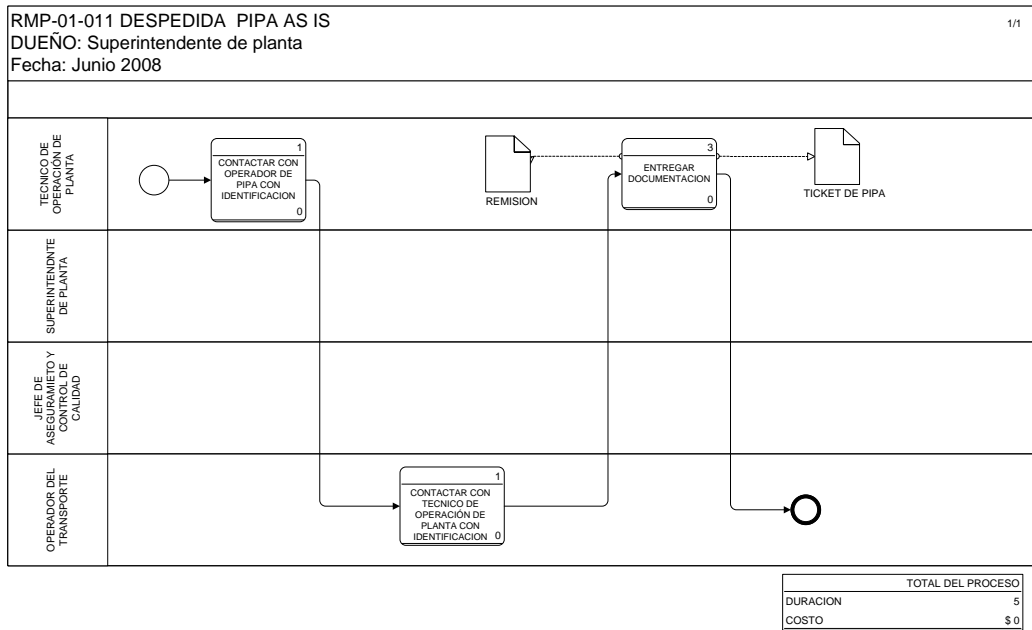 RMP-01-011 DESPEDIDA PIPA AS IS
1/1
DUEÑO: Superintendente de planta
Fecha: Junio 2008
TECNICO DE
OPERACIÓN DE
PLANTA
1
CONTACTAR CON
OPERADOR DE
PIPA CON
IDENTIFICACION
0
REMISION
3
ENTREGAR
DOCUMENTACION
0
TICKET DE PIPA
SUPERINTENDNTE
DE PLANTA
JEFE DE
ASEGURAMIETO Y
CONTROL DE
CALIDAD
OPERADOR DEL
TRANSPORTE
1
CONTACTAR CON
TECNICO DE
OPERACIÓN DE
PLANTA CON
IDENTIFICACION
0
TOTAL DEL PROCESO
DURACION 5
COSTO $ 0